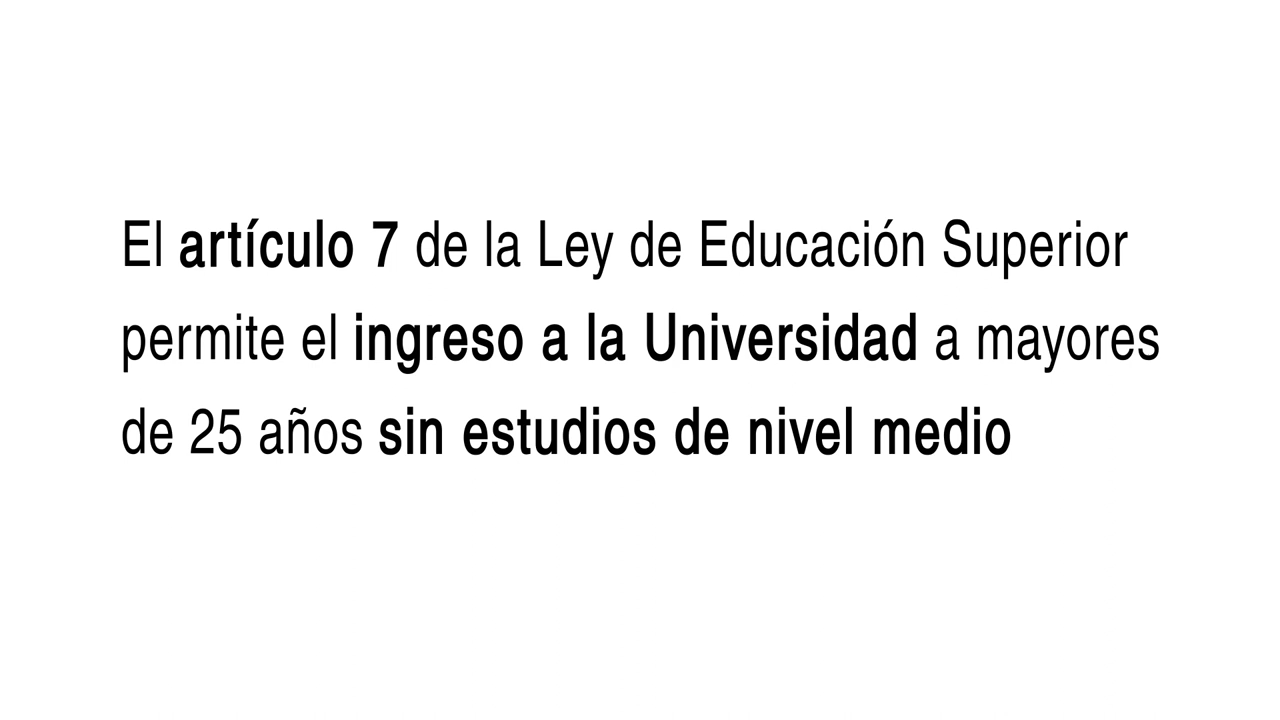 El artículo 7 de la Ley de Educación Superior
permite el ingreso a la Universidad a mayores
de 25 años sin estudios de nivel medio